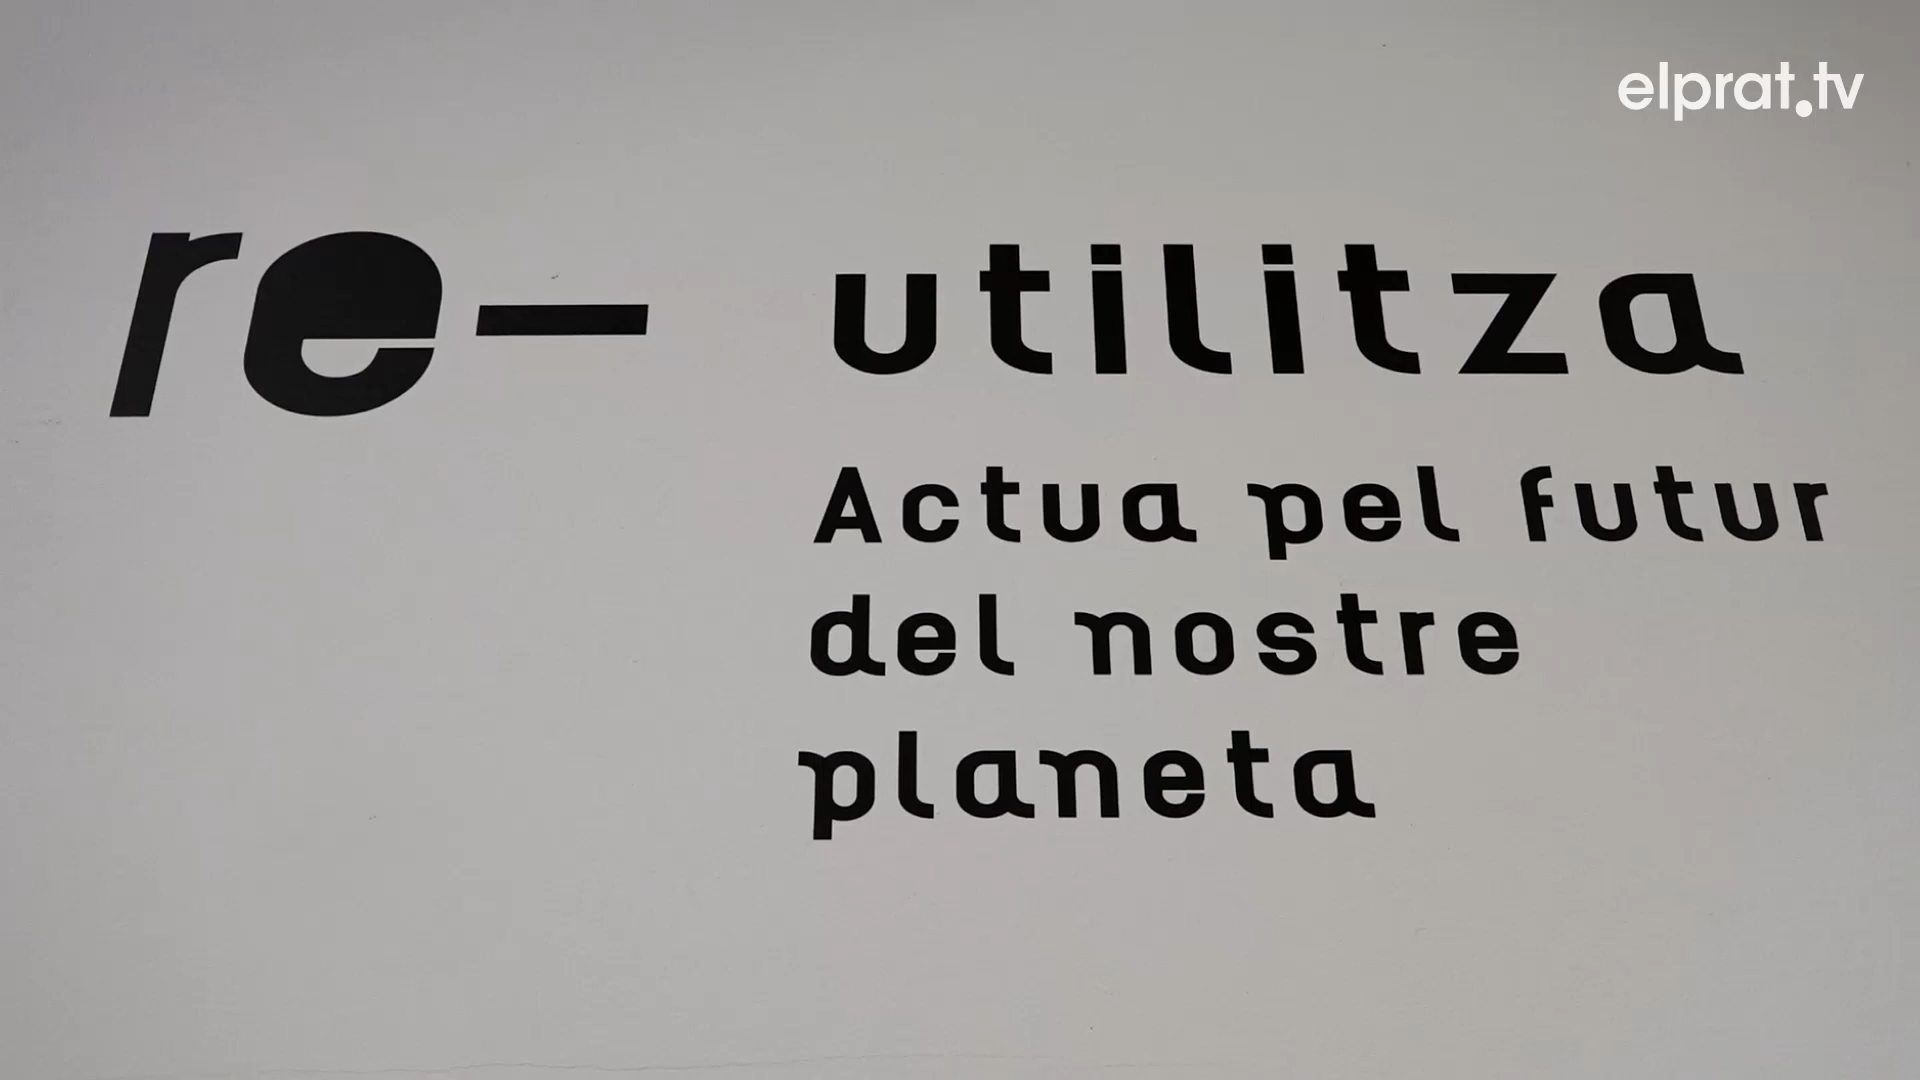 elprat.tv
re- utilitza
Actua pel futur
del nostre
planeta